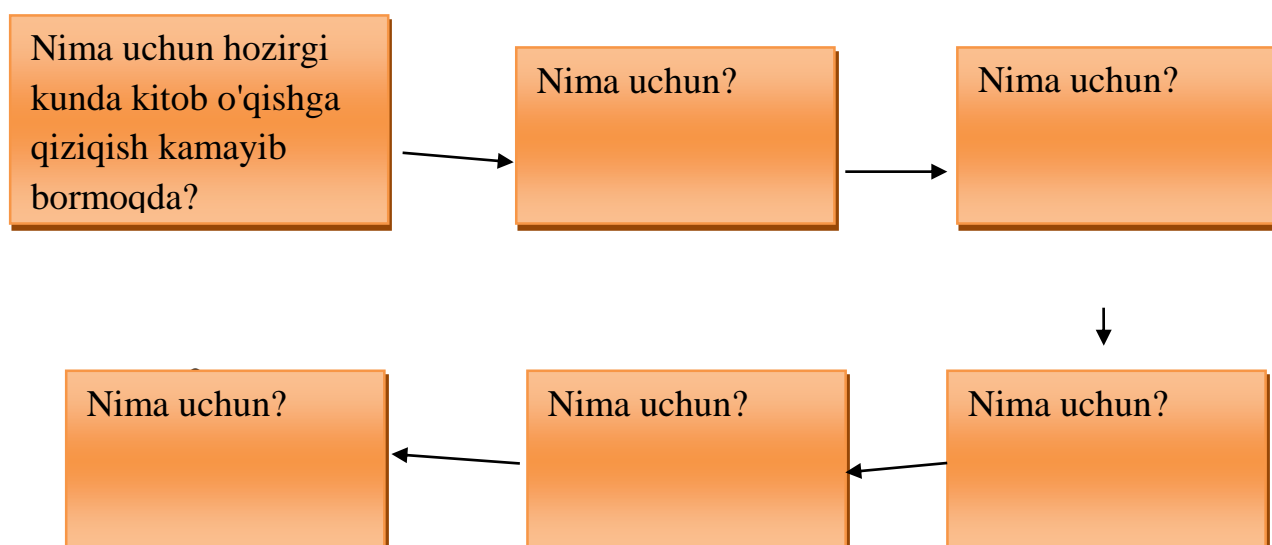 Nima uchun hozirgi
kunda kitob o'qishga
qiziqish kamayib
bormoqda?
Nima uchun?
Nima uchun?
Nima uchun?
Nima uchun?
Nima uchun?